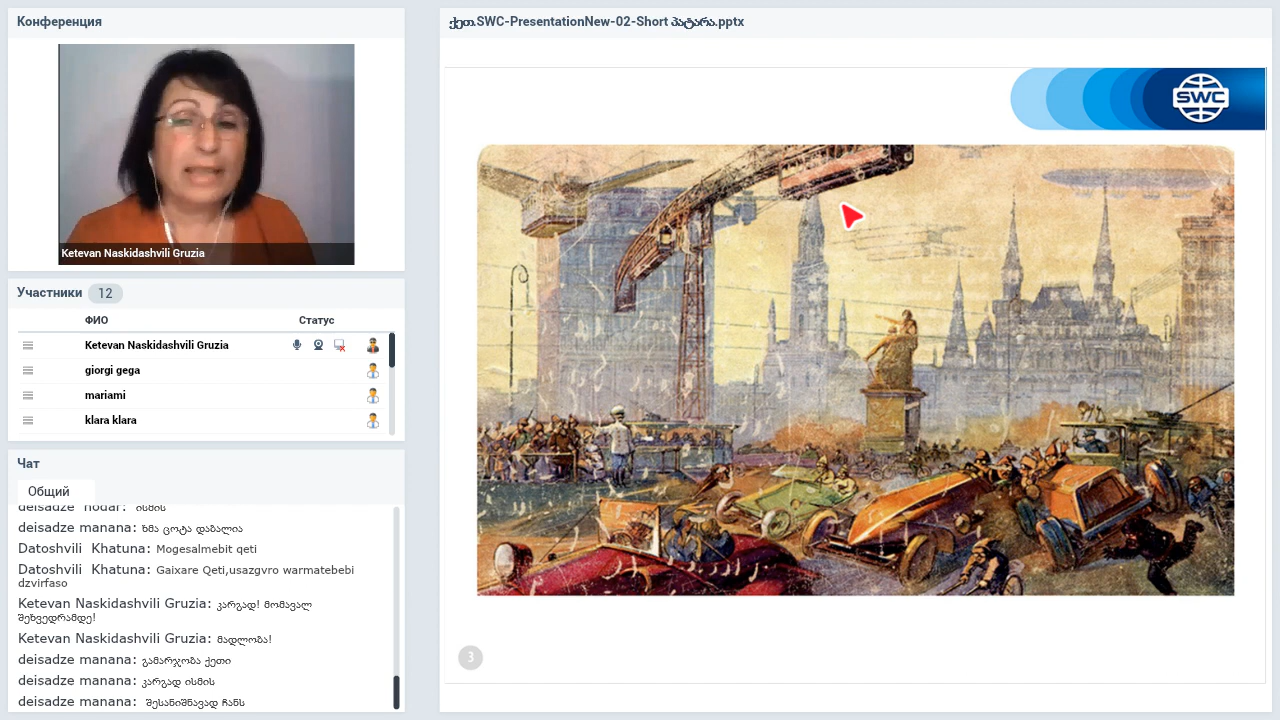 Конференция
Ketevan Naskidashvili Gruzia
Участники 12
ФИО Статус
Ketevan Naskidashvili Gruzia
giorgi gega
mariami
klara klara
Чат
Общий
deisadze nodar: ისმის
deisadze manana: ხმა ცოტა დაბალია
Datoshvili Khatuna: Mogesalmebit qeti
Datoshvili Khatuna: Gaixare Qeti,usazgvro warmatebebi
dzvirfaso
Ketevan Naskidashvili Gruzia: კარგად! მომავალ
შეხვედრამდე!
Ketevan Naskidashvili Gruzia: მადლობა!
deisadze manana: გამარჯობა ქეთი
deisadze manana: კარგად ისმის
deisadze manana: შესანიშნავად ჩანს
ქეთ.SWC-PresentationNew-02-Short პატარა.pptx
SWC
3